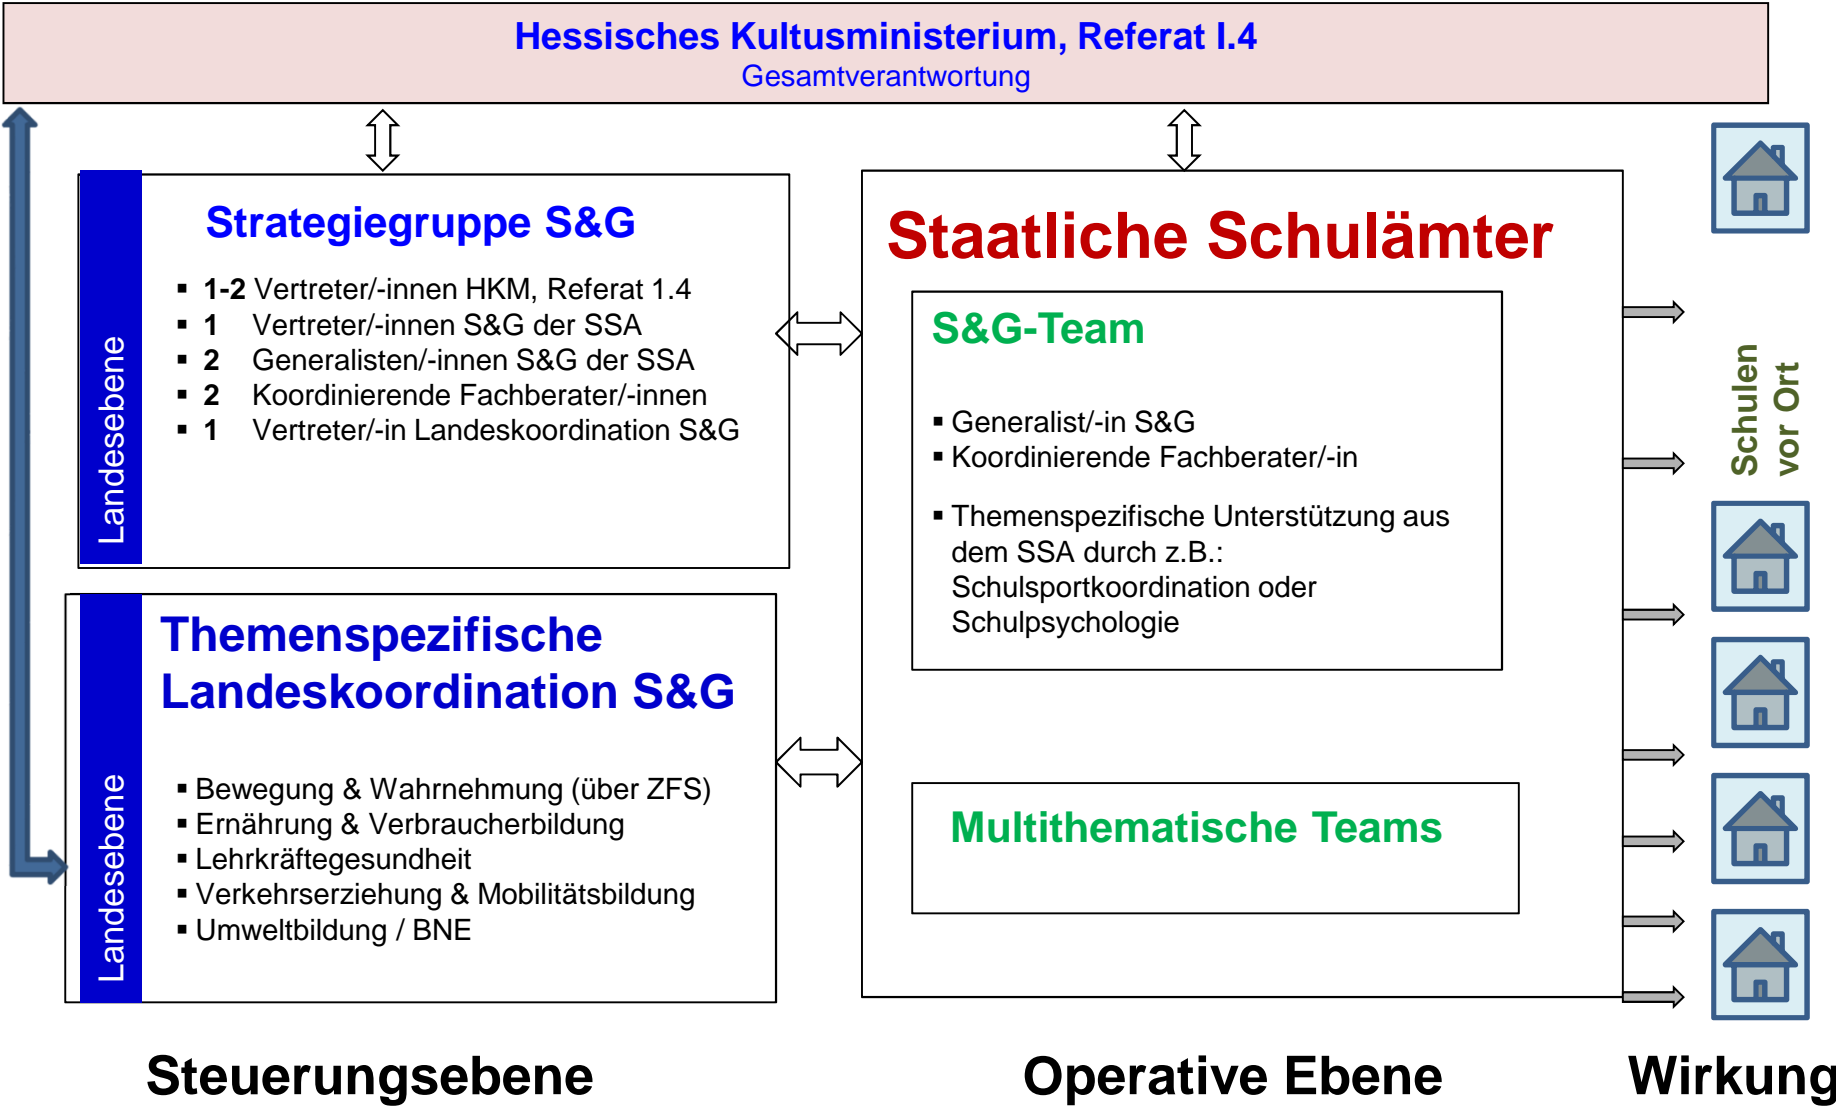 Hessisches Kultusministerium, Referat I.4
Gesamtverantwortung
Landesebene
Strategiegruppe S&G
▪ 1-2 Vertreter/-innen HKM, Referat 1.4
▪ 1 Vertreter/-innen S&G der SSA
▪ 2 Generalisten/-innen S&G der SSA
▪ 2 Koordinierende Fachberater/-innen
▪ 1 Vertreter/-in Landeskoordination S&G
Landesebene
Themenspezifische
Landeskoordination S&G
▪ Bewegung & Wahrnehmung (über ZFS)
▪ Ernährung & Verbraucherbildung
▪ Lehrkräftegesundheit
▪ Verkehrserziehung & Mobilitätsbildung
▪ Umweltbildung / BNE
Staatliche Schulämter
S&G-Team
▪ Generalist/-in S&G
▪ Koordinierende Fachberater/-in
▪ Themenspezifische Unterstützung aus
dem SSA durch z.B.:
Schulsportkoordination oder
Schulpsychologie
Multithematische Teams
Schulen
vor Ort
Steuerungsebene
Operative Ebene
Wirkung